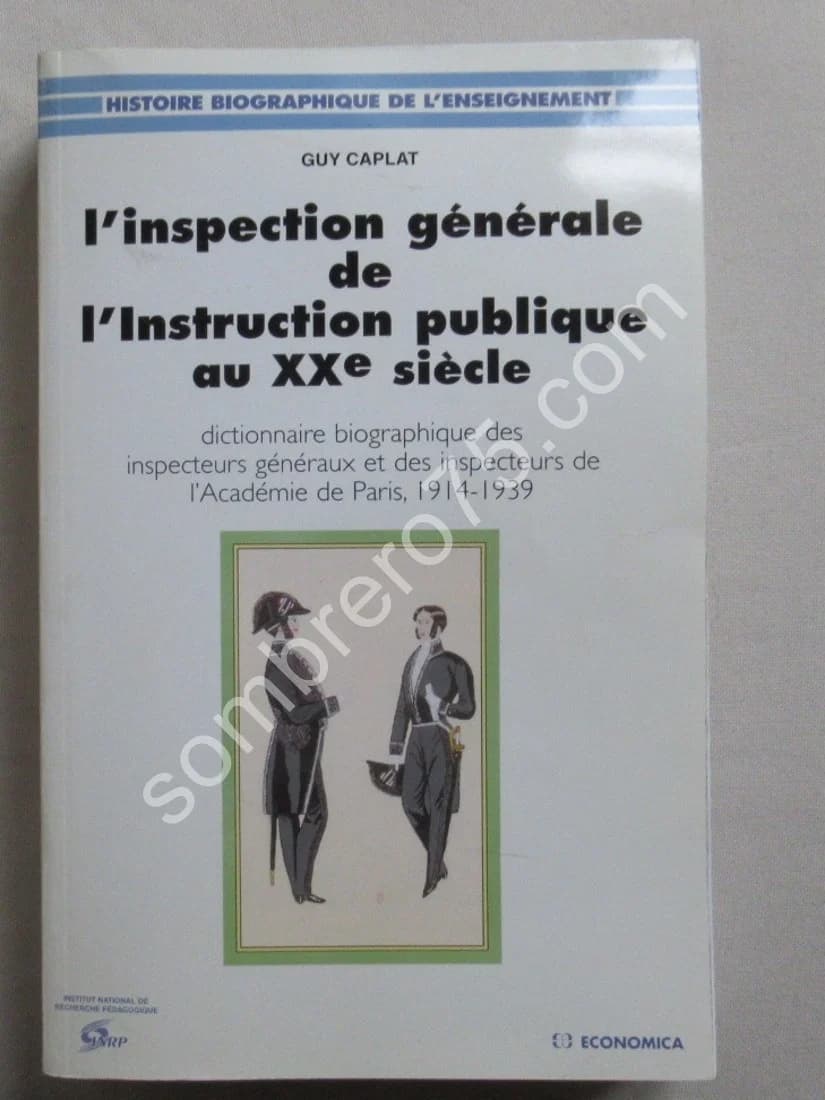 HISTOIRE BIOGRAPHIQUE DE L'ENSEIGNEMENT
GUY CAPLAT
l'inspection générale
de
l'Instruction publique
au XXe siècle
dictionnaire biographique des
inspecteurs généraux et des inspecteurs de
l'Académie de Paris, 1914-1939
sombrero75.com
INSTITUT NATIONAL DE
RECHERCHE PÉDAGOGIQUE
INRP
ECONOMICA